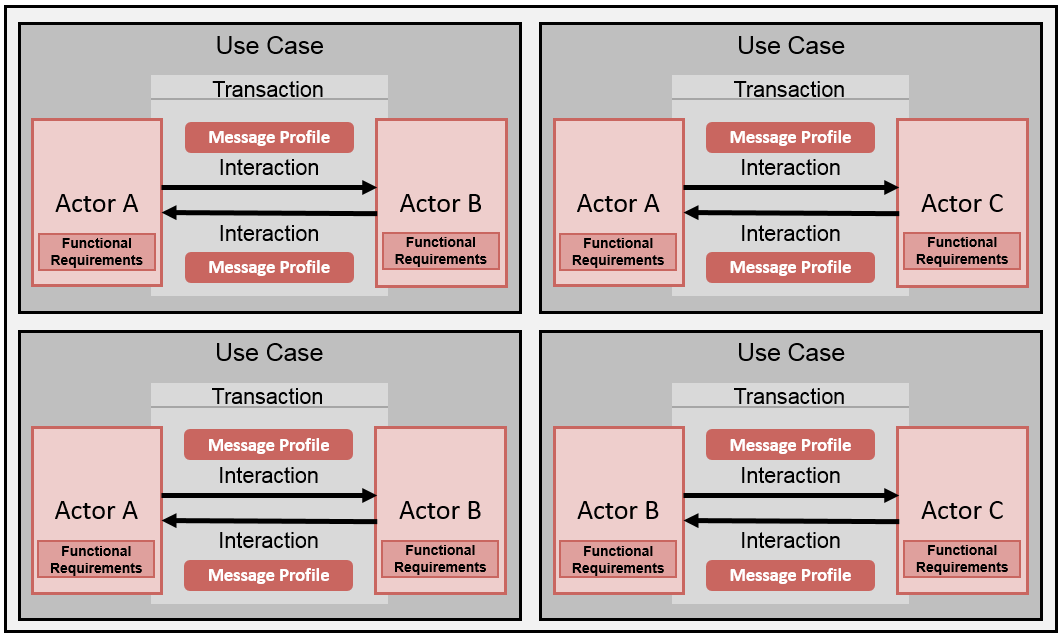 Use Case
Transaction
Message Profile
Interaction
Actor A
Actor B
Functional
Requirements
Functional
Requirements
Interaction
Message Profile
Use Case
Transaction
Message Profile
Interaction
Actor A
Actor C
Functional
Requirements
Functional
Requirements
Interaction
Message Profile
Use Case
Transaction
Message Profile
Interaction
Actor A
Actor B
Functional
Requirements
Functional
Requirements
Interaction
Message Profile
Use Case
Transaction
Message Profile
Interaction
Actor B
Actor C
Functional
Requirements
Functional
Requirements
Interaction
Message Profile